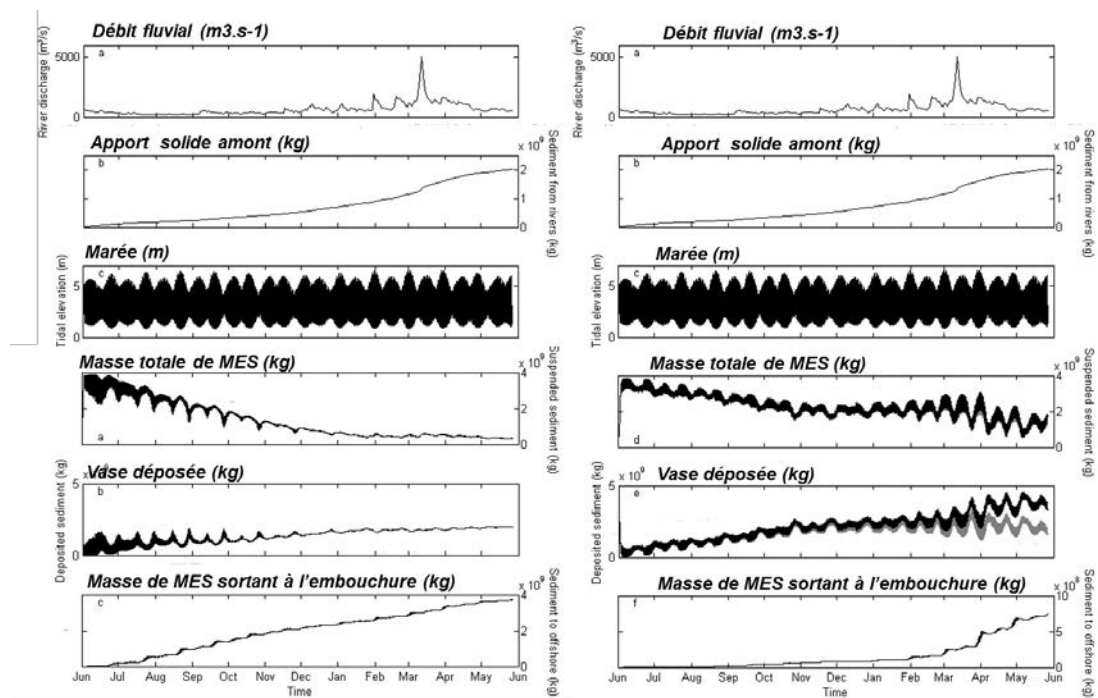 Débit fluvial (m3.s-1)
River discharge (m³/s)
a
5000
0
Apport solide amont (kg)
x 10⁹
Sediment from rivers (kg)
b
2
1
0
Marée (m)
Tidal elevation (m)
c
5
0
Masse totale de MES (kg)
x 10⁹
Suspended sediment (kg)
a
4
2
0
Vase déposée (kg)
Deposited sediment (kg)
b
5
0
Masse de MES sortant à l'embouchure (kg)
x 10⁹
Sediment to offshore (kg)
c
4
2
0
Jun Jul Aug Sep Oct Nov Dec Jan Feb Mar Apr May Jun
Time
Débit fluvial (m3.s-1)
River discharge (m³/s)
a
5000
0
Apport solide amont (kg)
x 10⁹
Sediment from rivers (kg)
b
2
1
0
Marée (m)
Tidal elevation (m)
c
5
0
Masse totale de MES (kg)
x 10⁹
Suspended sediment (kg)
d
4
2
0
Vase déposée (kg)
x 10⁹
Deposited sediment (kg)
e
5
0
Masse de MES sortant à l'embouchure (kg)
x 10⁸
Sediment to offshore (kg)
f
10
5
0
Jun Jul Aug Sep Oct Nov Dec Jan Feb Mar Apr May Jun
Time